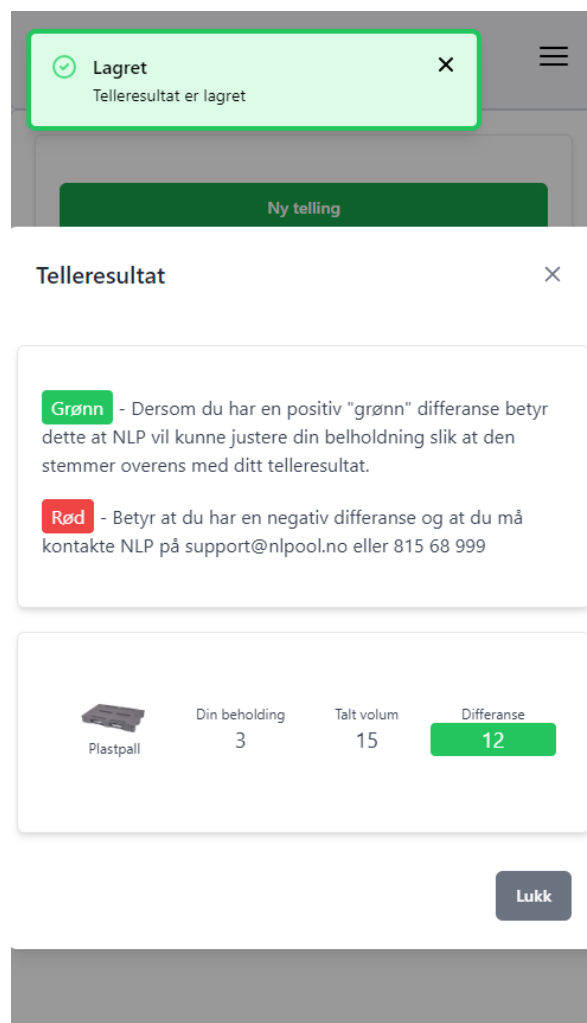 Lagret
Telleresultat er lagret
Ny telling
Telleresultat
Grønn - Dersom du har en positiv "grønn" differanse betyr
dette at NLP vil kunne justere din belholdning slik at den
stemmer overens med ditt telleresultat.
Rød - Betyr at du har en negativ differanse og at du må
kontakte NLP på support@nlpool.no eller 815 68 999
Din beholding Talt volum Differanse
3 15 12
Plastpall
Lukk